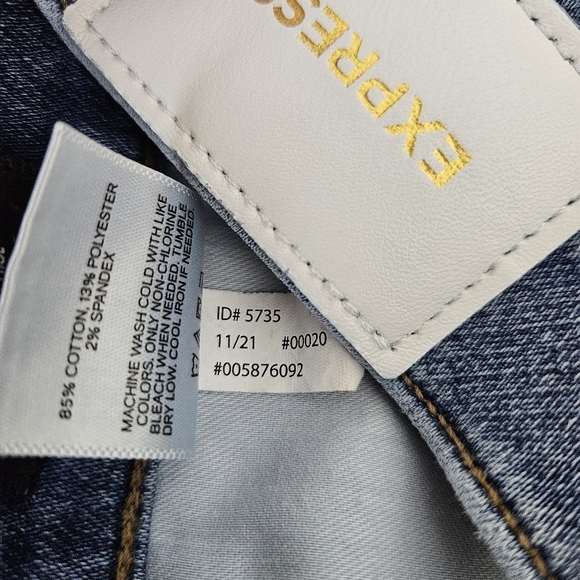 EXPRESS
85% COTTON, 13% POLYESTER
2% SPANDEX
MACHINE WASH COLD WITH LIKE
COLORS. ONLY NON-CHLORINE
BLEACH WHEN NEEDED. TUMBLE
DRY LOW. COOL IRON IF NEEDED.
ID# 5735
11/21 #00020
#005876092